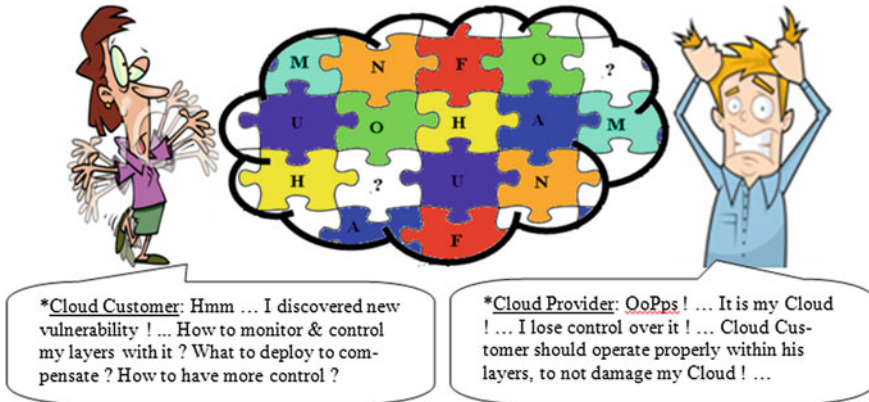 M N F O ?
U O H A M
H ? U N
A F
*Cloud Customer: Hmm … I discovered new
vulnerability ! ... How to monitor & control
my layers with it ? What to deploy to com-
pensate ? How to have more control ?
*Cloud Provider: OoPps ! … It is my Cloud
! … I lose control over it ! … Cloud Cus-
tomer should operate properly within his
layers, to not damage my Cloud ! …